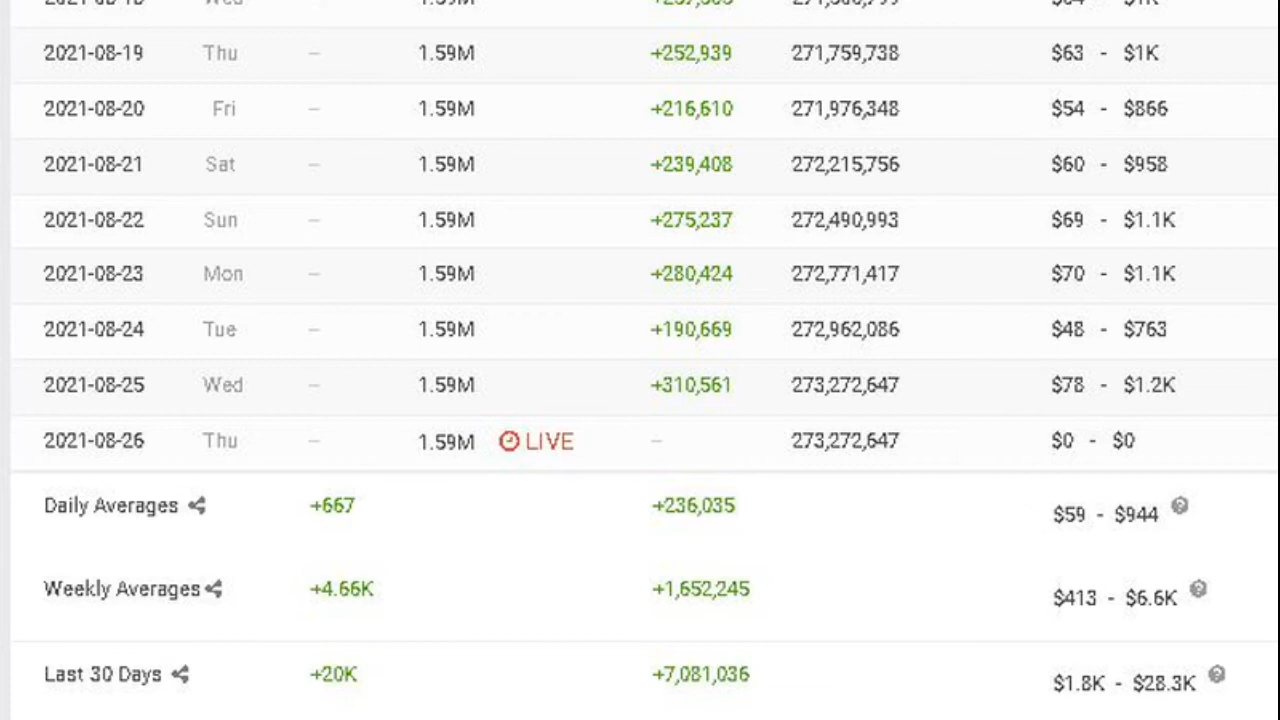 2021-08-19 Thu – 1.59M +252,939 271,759,738 $63 - $1K
2021-08-20 Fri – 1.59M +216,610 271,976,348 $54 - $866
2021-08-21 Sat – 1.59M +239,408 272,215,756 $60 - $958
2021-08-22 Sun – 1.59M +275,237 272,490,993 $69 - $1.1K
2021-08-23 Mon – 1.59M +280,424 272,771,417 $70 - $1.1K
2021-08-24 Tue – 1.59M +190,669 272,962,086 $48 - $763
2021-08-25 Wed – 1.59M +310,561 273,272,647 $78 - $1.2K
2021-08-26 Thu – 1.59M LIVE – 273,272,647 $0 - $0
Daily Averages +667 +236,035 $59 - $944
Weekly Averages +4.66K +1,652,245 $413 - $6.6K
Last 30 Days +20K +7,081,036 $1.8K - $28.3K